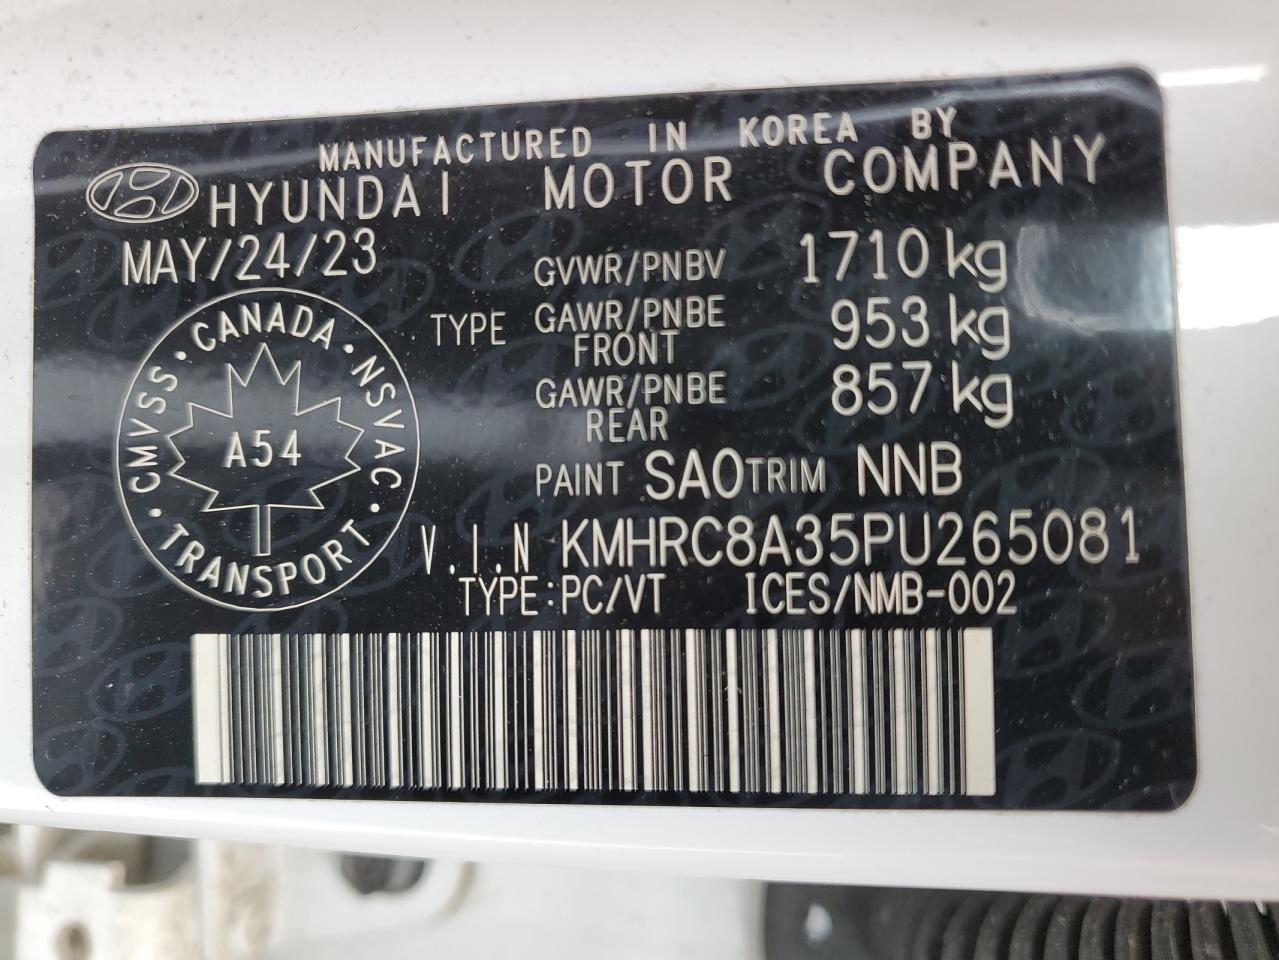 MANUFACTURED IN KOREA BY
HYUNDAI MOTOR COMPANY
MAY/24/23
GVWR/PNBV 1710 kg
TYPE GAWR/PNBE FRONT 953 kg
GAWR/PNBE REAR 857 kg
CANADA · NSVAC · TRANSPORT · CMVSS ·
A54
PAINT SAO TRIM NNB
V.I.N KMHRC8A35PU265081
TYPE:PC/VT ICES/NMB-002